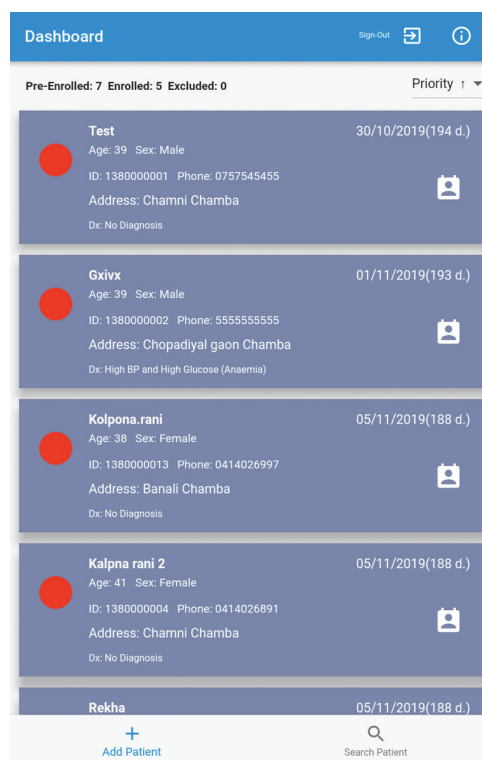 Dashboard Sign-Out
Pre-Enrolled: 7 Enrolled: 5 Excluded: 0 Priority ↑
Test 30/10/2019(194 d.)
Age: 39 Sex: Male
ID: 1380000001 Phone: 0757545455
Address: Chamni Chamba
Dx: No Diagnosis
Gxivx 01/11/2019(193 d.)
Age: 39 Sex: Male
ID: 1380000002 Phone: 5555555555
Address: Chopadiyal gaon Chamba
Dx: High BP and High Glucose (Anaemia)
Kolpona.rani 05/11/2019(188 d.)
Age: 38 Sex: Female
ID: 1380000013 Phone: 0414026997
Address: Banali Chamba
Dx: No Diagnosis
Kalpna rani 2 05/11/2019(188 d.)
Age: 41 Sex: Female
ID: 1380000004 Phone: 0414026891
Address: Chamni Chamba
Dx: No Diagnosis
Rekha 05/11/2019(188 d.)
Add Patient Search Patient